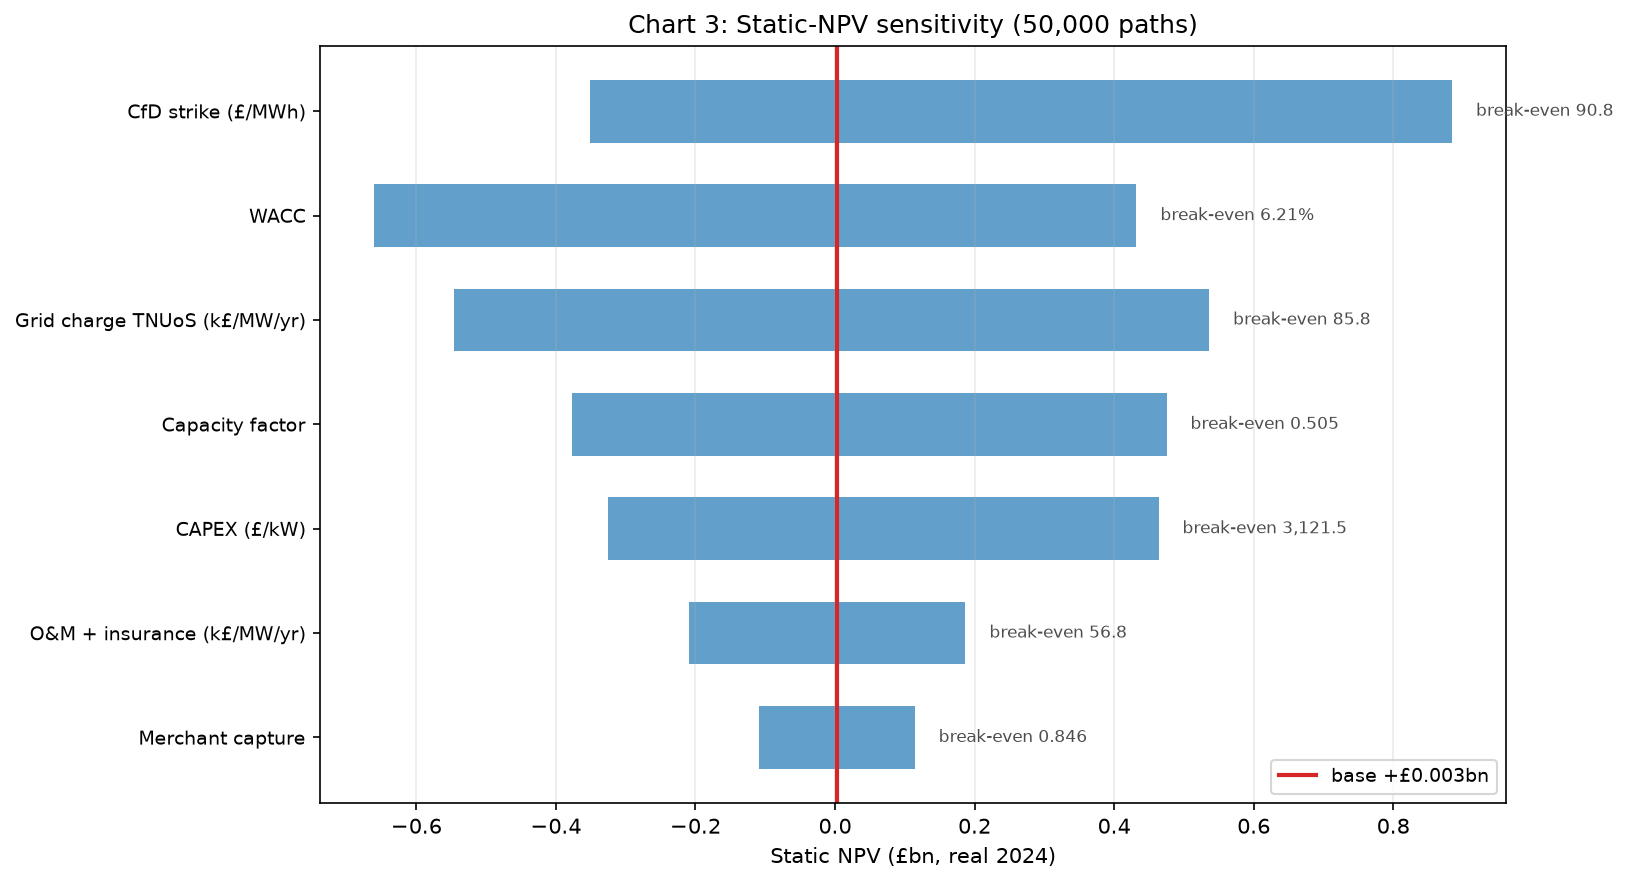 Chart 3: Static-NPV sensitivity (50,000 paths)
CfD strike (£/MWh)
break-even 90.8
WACC
break-even 6.21%
Grid charge TNUoS (k£/MW/yr)
break-even 85.8
Capacity factor
break-even 0.505
CAPEX (£/kW)
break-even 3,121.5
O&M + insurance (k£/MW/yr)
break-even 56.8
Merchant capture
break-even 0.846
base +£0.003bn
−0.6 −0.4 −0.2 0.0 0.2 0.4 0.6 0.8
Static NPV (£bn, real 2024)